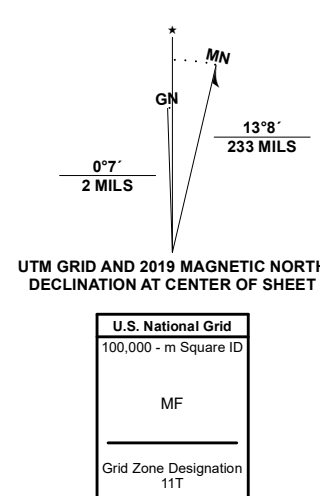 MN
GN
13°8´
233 MILS
0°7´
2 MILS
UTM GRID AND 2019 MAGNETIC NORTH
DECLINATION AT CENTER OF SHEET
U.S. National Grid
100,000 - m Square ID
MF
Grid Zone Designation
11T